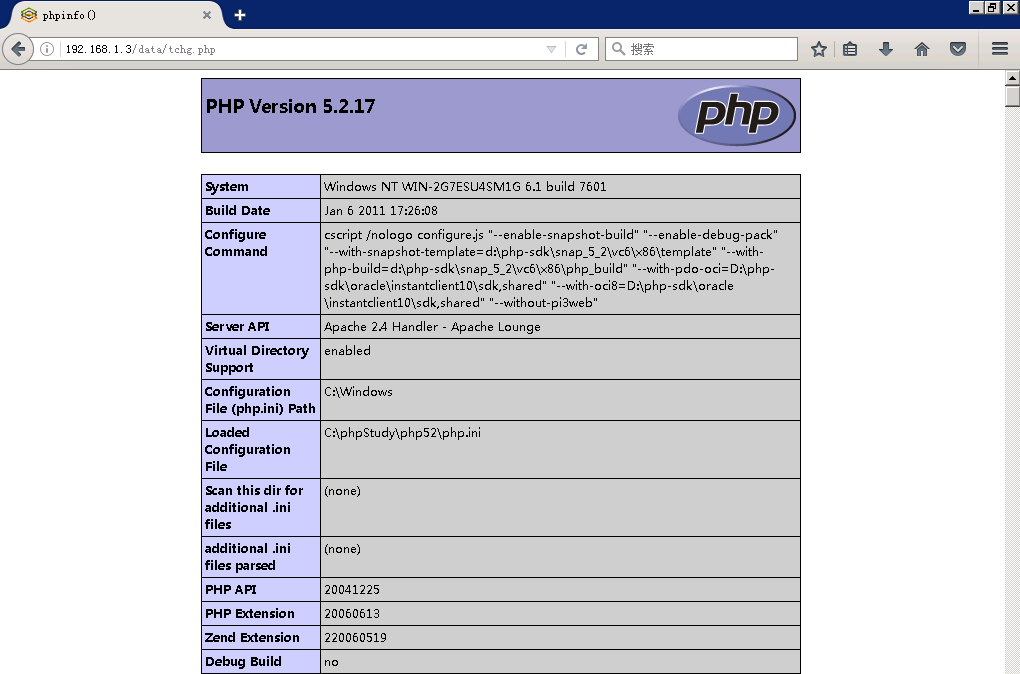 phpinfo()
192.168.1.3/data/tchg.php
搜索
PHP Version 5.2.17
php
System
Windows NT WIN-2G7ESU4SM1G 6.1 build 7601
Build Date
Jan 6 2011 17:26:08
Configure
Command
cscript /nologo configure.js "--enable-snapshot-build" "--enable-debug-pack"
"--with-snapshot-template=d:\php-sdk\snap_5_2\vc6\x86\template" "--with-
php-build=d:\php-sdk\snap_5_2\vc6\x86\php_build" "--with-pdo-oci=D:\php-
sdk\oracle\instantclient10\sdk,shared" "--with-oci8=D:\php-sdk\oracle
\instantclient10\sdk,shared" "--without-pi3web"
Server API
Apache 2.4 Handler - Apache Lounge
Virtual Directory
Support
enabled
Configuration
File (php.ini) Path
C:\Windows
Loaded
Configuration
File
C:\phpStudy\php52\php.ini
Scan this dir for
additional .ini
files
(none)
additional .ini
files parsed
(none)
PHP API
20041225
PHP Extension
20060613
Zend Extension
220060519
Debug Build
no